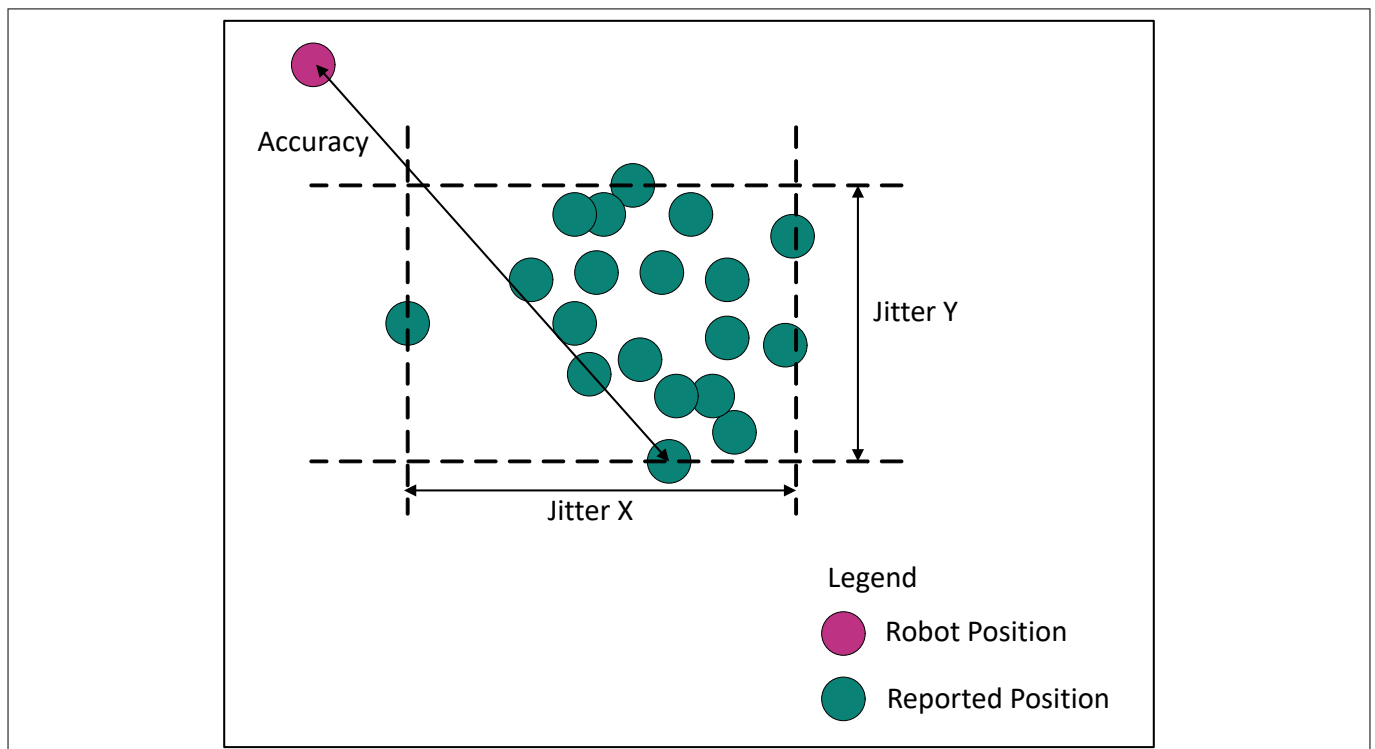 Accuracy
Jitter Y
Jitter X
Legend
Robot Position
Reported Position